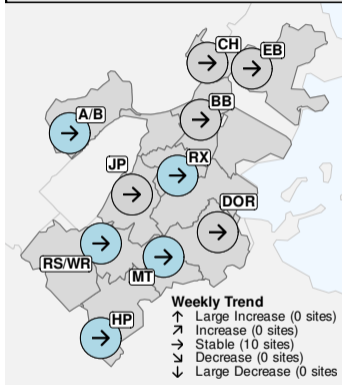 CH
EB
A/B
BB
RX
JP
DOR
RS/WR
MT
HP
Weekly Trend
↑ Large Increase (0 sites)
↗ Increase (0 sites)
→ Stable (10 sites)
↘ Decrease (0 sites)
↓ Large Decrease (0 sites